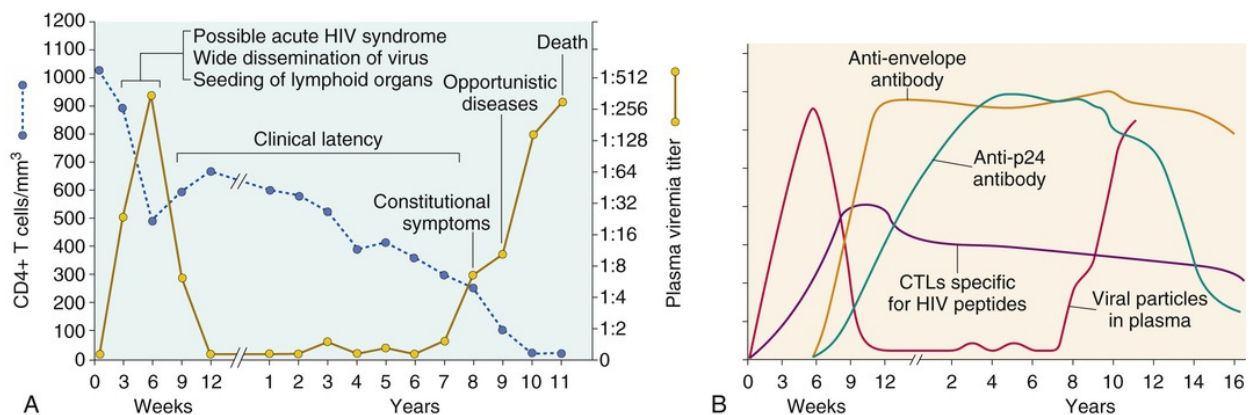 1200
1100
1000
900
800
700
600
500
400
300
200
100
0
CD4+ T cells/mm³
Possible acute HIV syndrome
Wide dissemination of virus
Seeding of lymphoid organs
Death
Opportunistic
diseases
Clinical latency
Constitutional
symptoms
1:512
1:256
1:128
1:64
1:32
1:16
1:8
1:4
1:2
0
Plasma viremia titer
0 3 6 9 12 1 2 3 4 5 6 7 8 9 10 11
Weeks Years
A
Anti-envelope
antibody
Anti-p24
antibody
CTLs specific
for HIV peptides
Viral particles
in plasma
0 3 6 9 12 2 4 6 8 10 12 14 16
Weeks Years
B